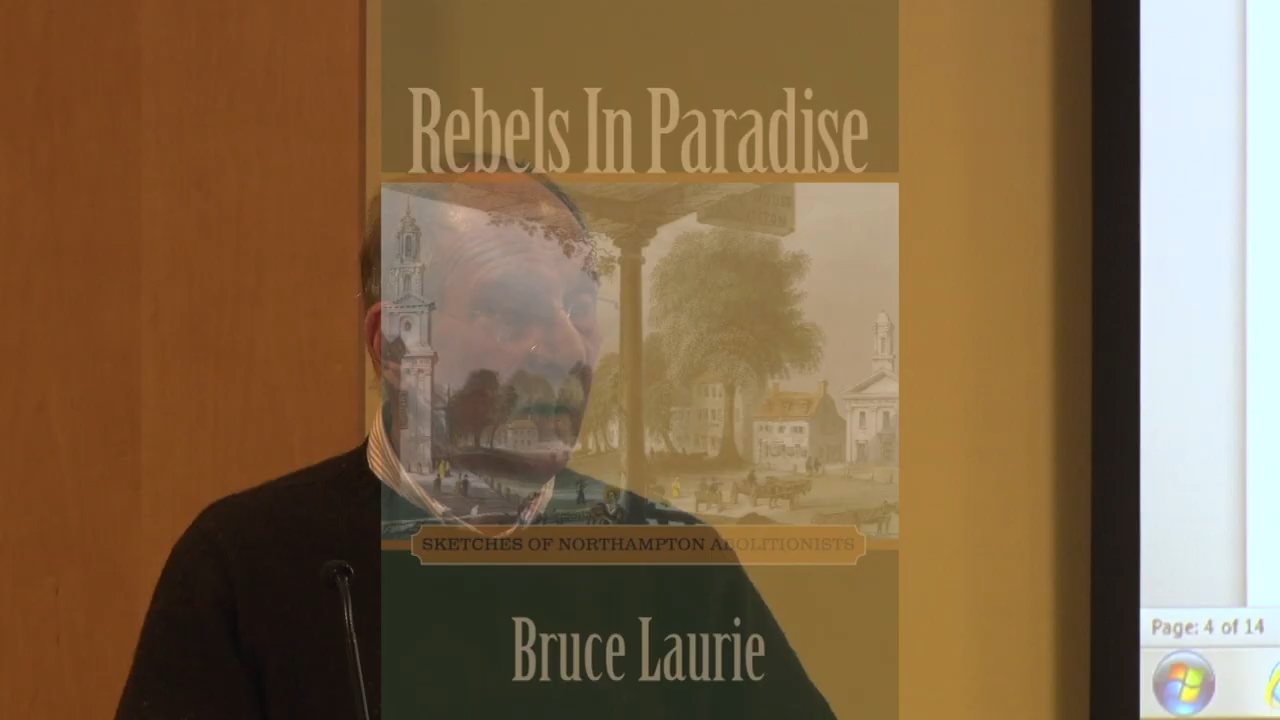 Rebels In Paradise
SKETCHES OF NORTHAMPTON ABOLITIONISTS
Bruce Laurie
Page: 4 of 14